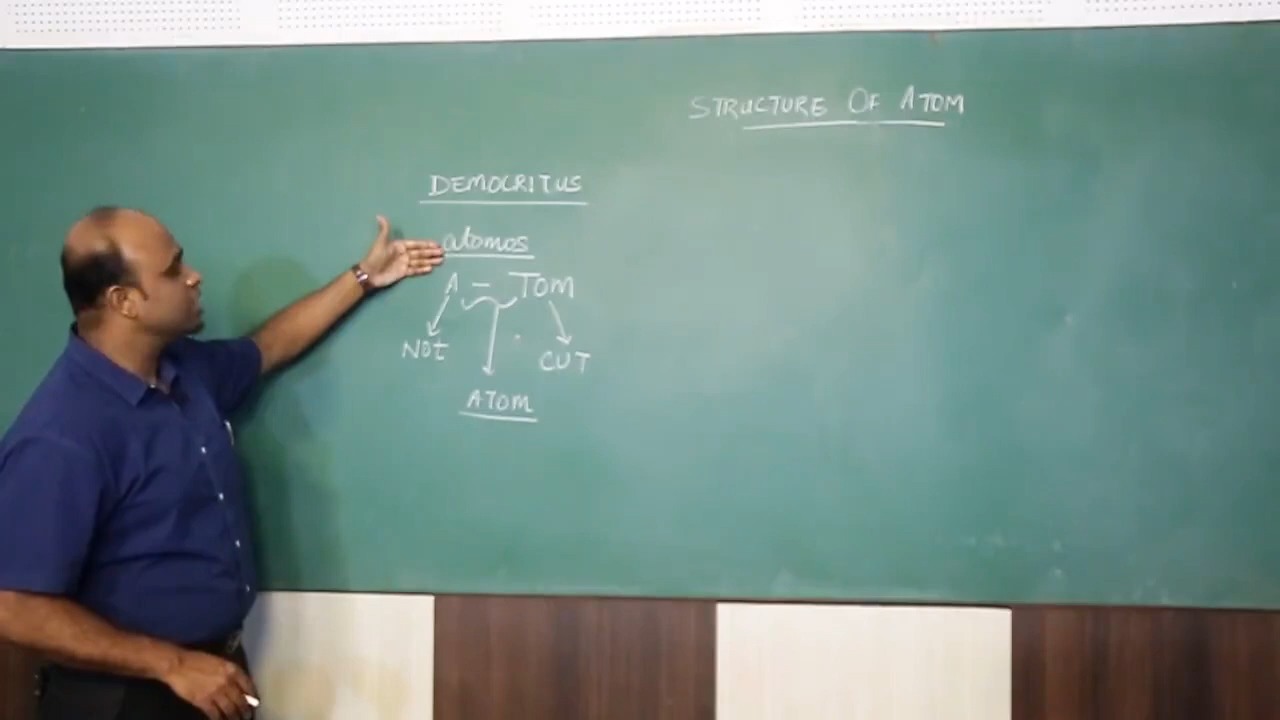 STRUCTURE OF ATOM
DEMOCRITUS
atomos
A - TOM
NOt CUT
ATOM